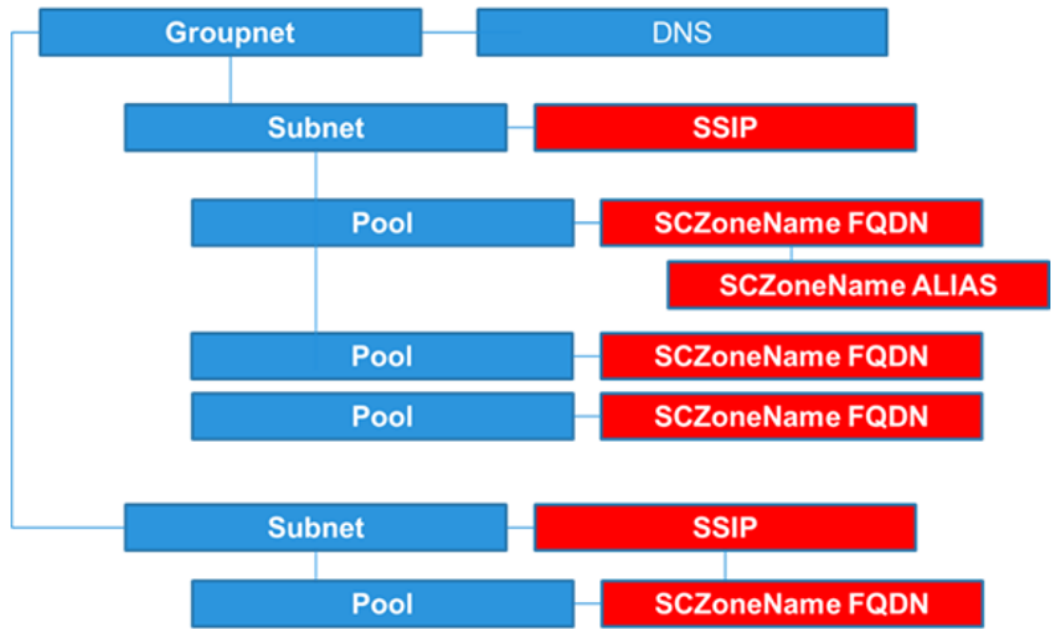 Groupnet
DNS
Subnet
SSIP
Pool
SCZoneName FQDN
SCZoneName ALIAS
Pool
SCZoneName FQDN
Pool
SCZoneName FQDN
Subnet
SSIP
Pool
SCZoneName FQDN